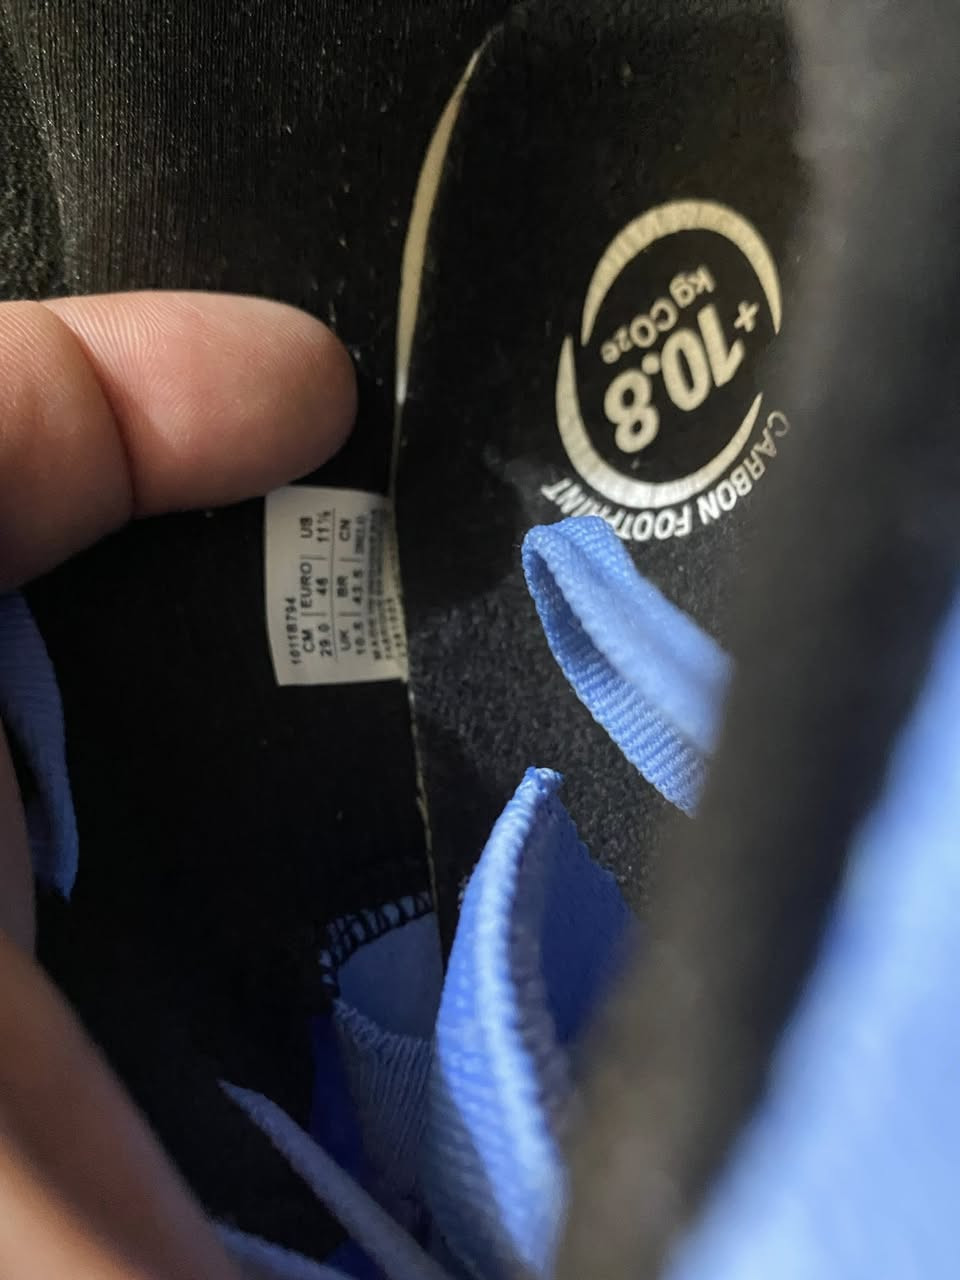 1011B794
CM EURO US
29.0 46 11½
UK BR CN
10.5 43.5
kg CO2e
+10.8
CARBON FOOTPRINT